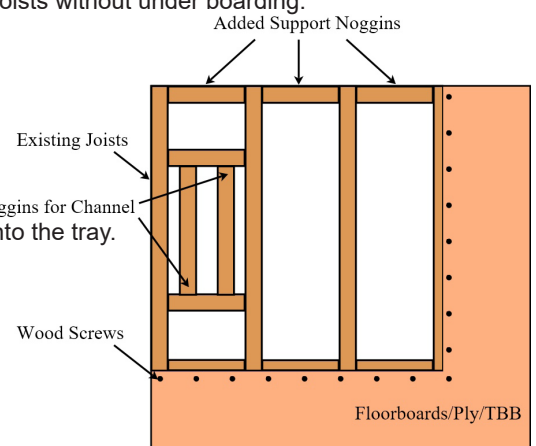 oists without under boarding.
Added Support Noggins
Existing Joists
ggins for Channel
nto the tray.
Wood Screws
Floorboards/Ply/TBB